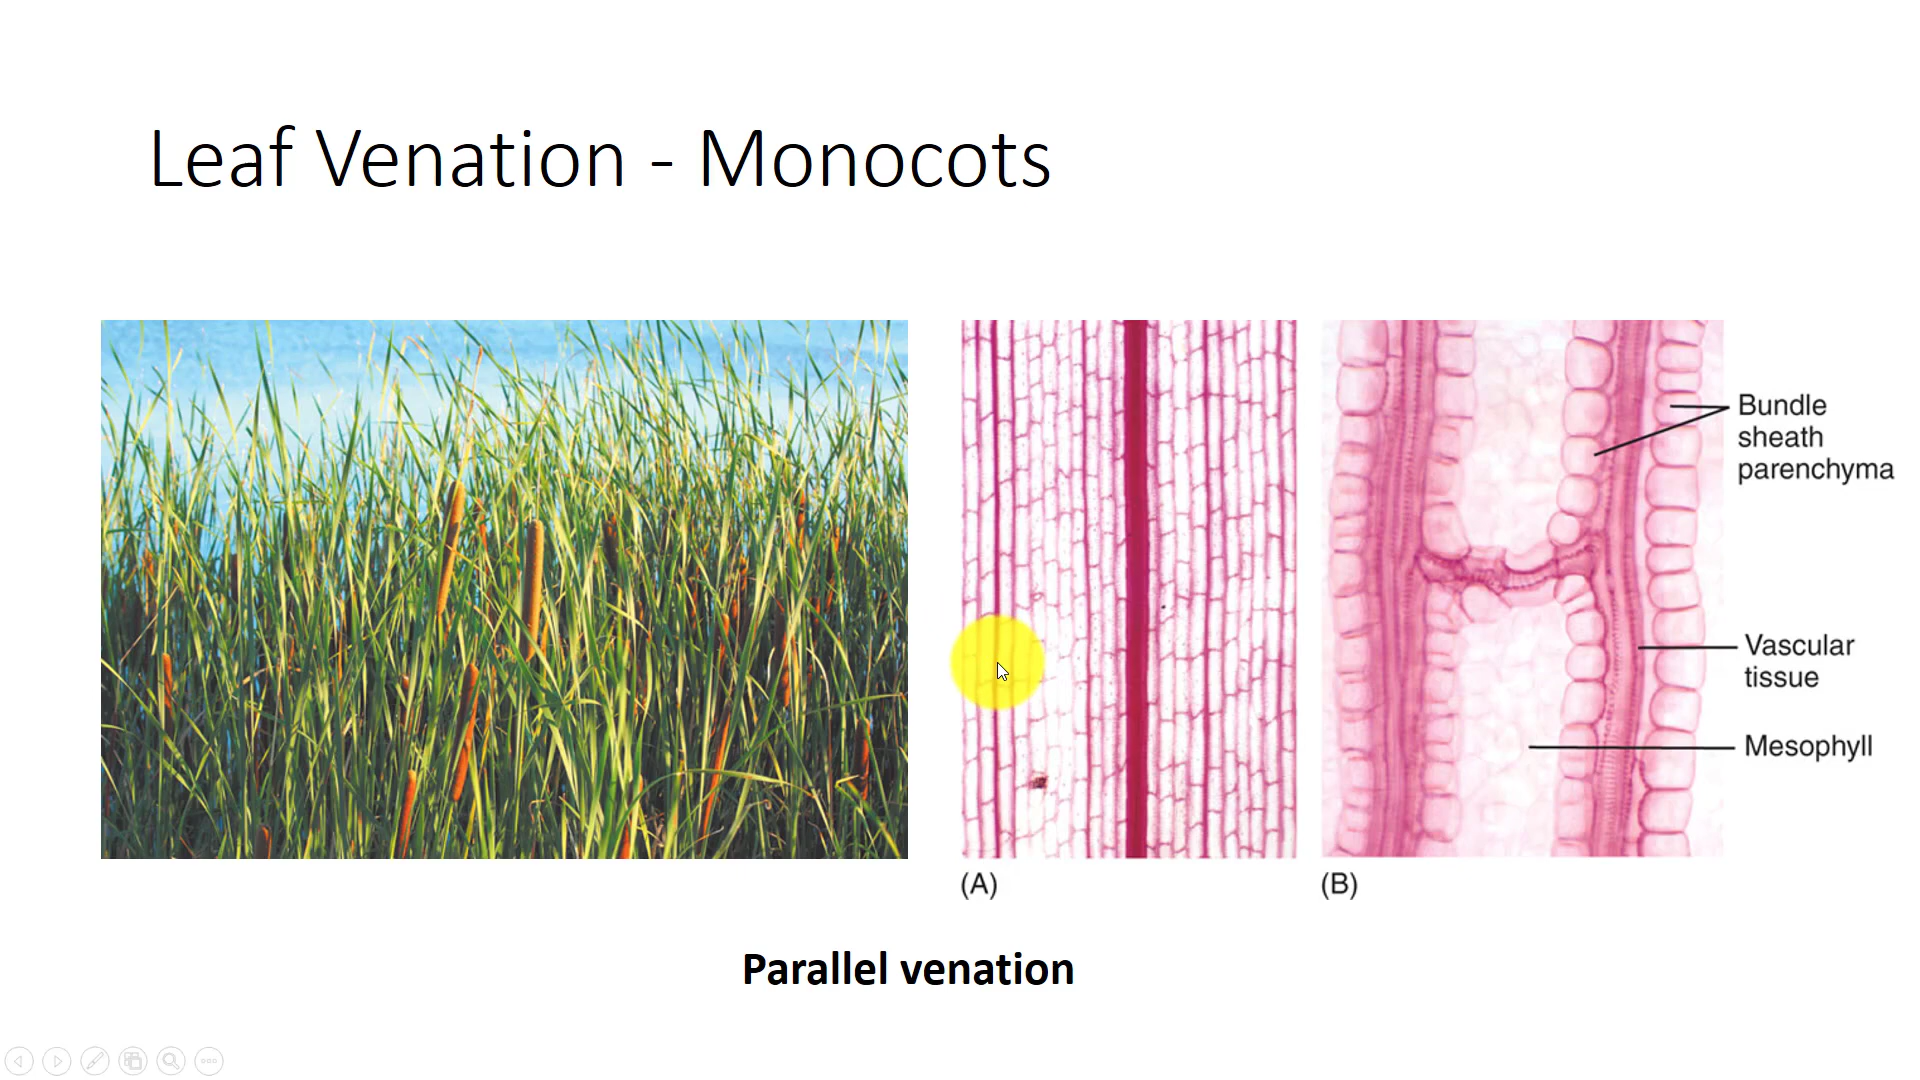 Leaf Venation - Monocots
Bundle
sheath
parenchyma
Vascular
tissue
Mesophyll
(A)
(B)
Parallel venation